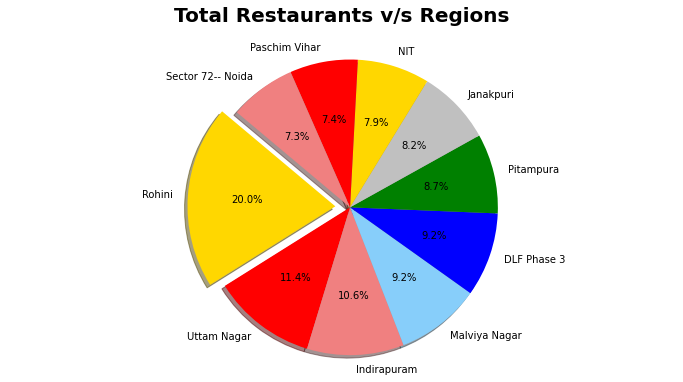 Total Restaurants v/s Regions
Paschim Vihar
NIT
Sector 72-- Noida
Janakpuri
7.4%
7.9%
7.3%
8.2%
Pitampura
8.7%
Rohini
20.0%
9.2%
DLF Phase 3
11.4%
9.2%
10.6%
Uttam Nagar
Malviya Nagar
Indirapuram